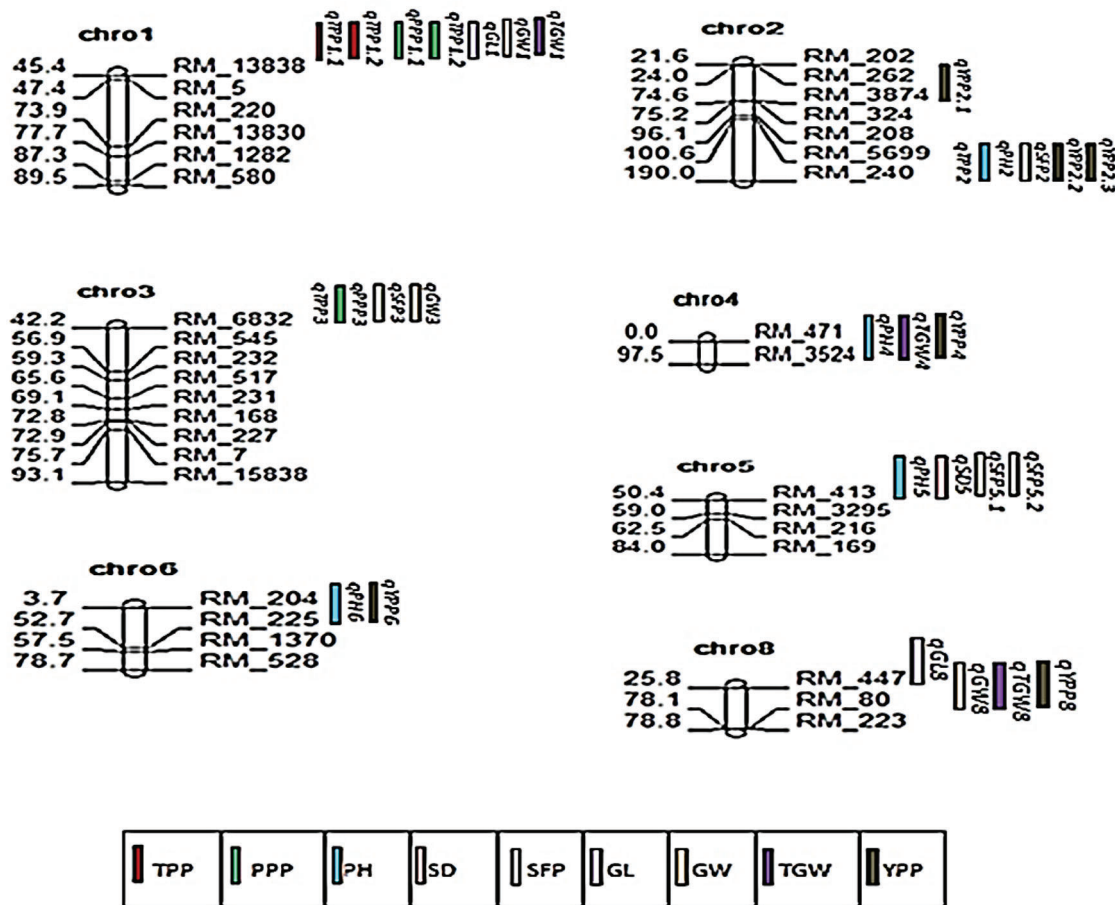 chro1
45.4 RM_13838
47.4 RM_5
73.9 RM_220
77.7 RM_13830
87.3 RM_1282
89.5 RM_580
qTPP1.1
qTPP1.2
qPPP1.1
qTPP1.2
qGL1
qGW1
qTGW1
chro2
21.6 RM_202
24.0 RM_262
74.6 RM_3874
75.2 RM_324
96.1 RM_208
100.6 RM_5699
190.0 RM_240
qYPP2.1
qTPP2
qPH2
qSFP2
qYPP2.2
qYPP2.3
chro3
42.2 RM_6832
56.9 RM_545
59.3 RM_232
65.6 RM_517
69.1 RM_231
72.8 RM_168
72.9 RM_227
75.7 RM_7
93.1 RM_15838
qTPP3
qPPP3
qSFP3
qGW3
chro4
0.0 RM_471
97.5 RM_3524
qPH4
qTGW4
qYPP4
chro5
50.4 RM_413
59.0 RM_3295
62.5 RM_216
84.0 RM_169
qPH5
qSD5
qSFP5.1
qSFP5.2
chro6
3.7 RM_204
52.7 RM_225
57.5 RM_1370
78.7 RM_528
qPH6
qYPP6
chro8
25.8 RM_447
78.1 RM_80
78.8 RM_223
qGL8
qGW8
qTGW8
qYPP8
TPP PPP PH SD SFP GL GW TGW YPP